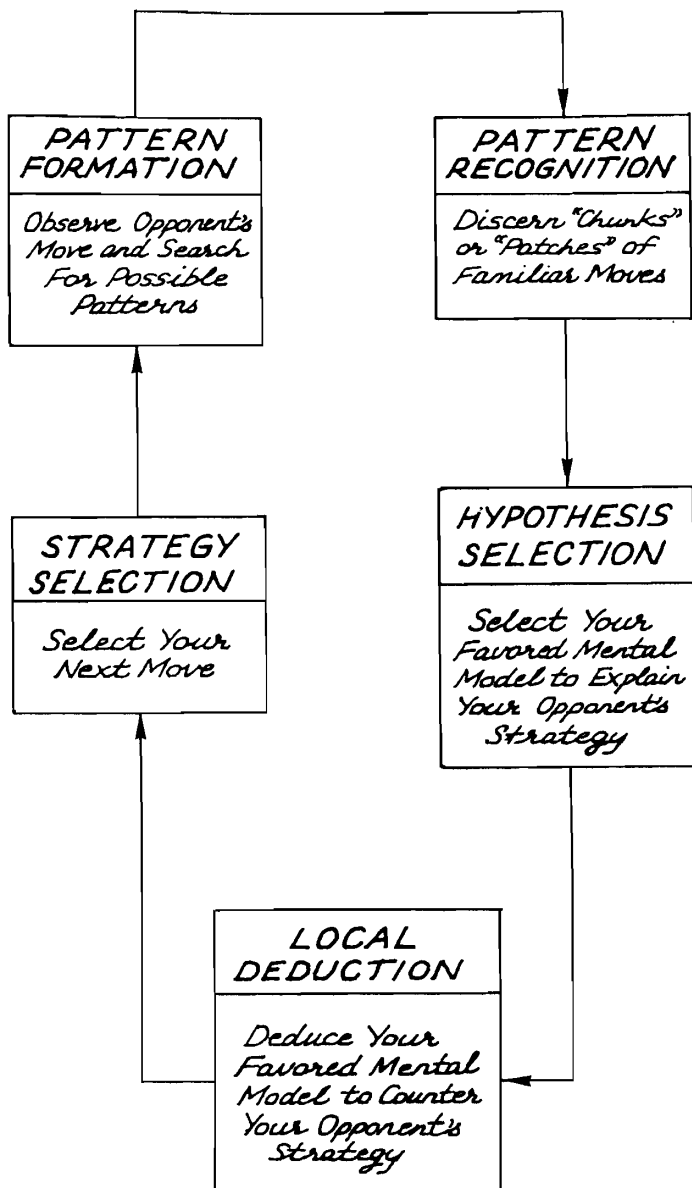 PATTERN
FORMATION
Observe Opponent's
Move and Search
For Possible
Patterns
PATTERN
RECOGNITION
Discern "Chunks"
or "Patches" of
Familiar Moves
HYPOTHESIS
SELECTION
Select Your
Favored Mental
Model to Explain
Your Opponent's
Strategy
LOCAL
DEDUCTION
Deduce Your
Favored Mental
Model to Counter
Your Opponent's
Strategy
STRATEGY
SELECTION
Select Your
Next Move